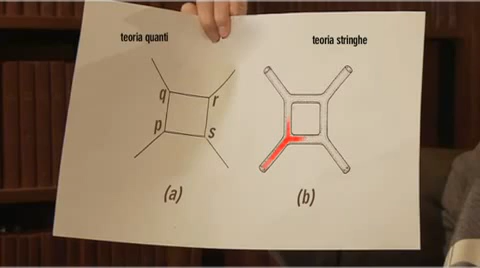 teoria quanti
teoria stringhe
q
r
p
s
(a)
(b)